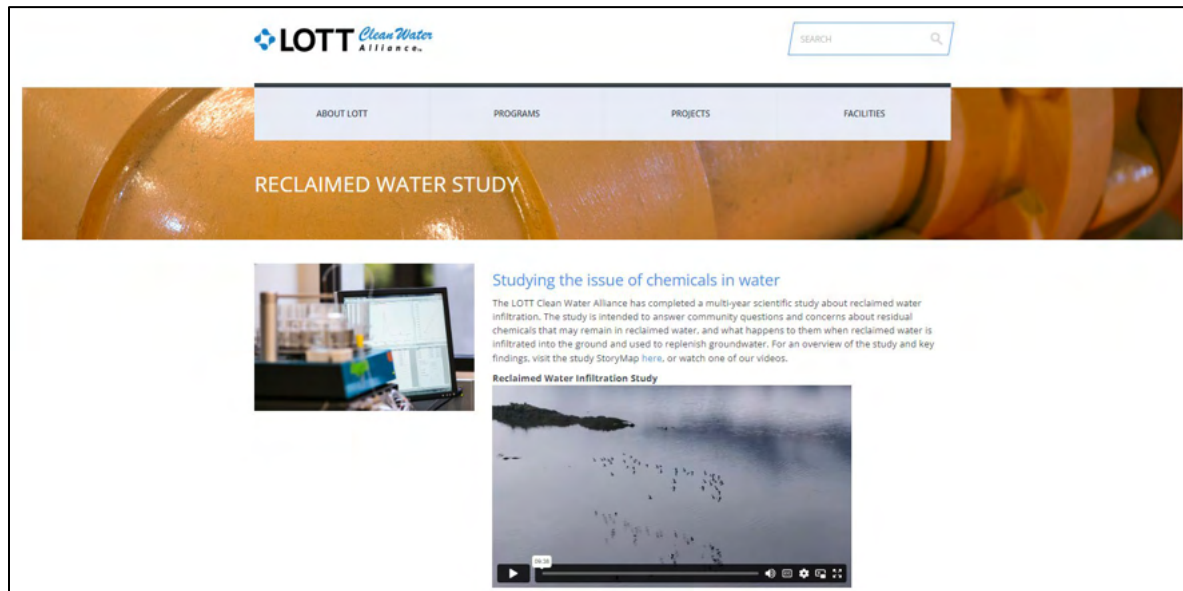 LOTT Clean Water
Alliance
SEARCH
ABOUT LOTT PROGRAMS PROJECTS FACILITIES
RECLAIMED WATER STUDY
Studying the issue of chemicals in water
The LOTT Clean Water Alliance has completed a multi-year scientific study about reclaimed water
infiltration. The study is intended to answer community questions and concerns about residual
chemicals that may remain in reclaimed water, and what happens to them when reclaimed water is
infiltrated into the ground and used to replenish groundwater. For an overview of the study and key
findings, visit the study StoryMap here, or watch one of our videos.
Reclaimed Water Infiltration Study